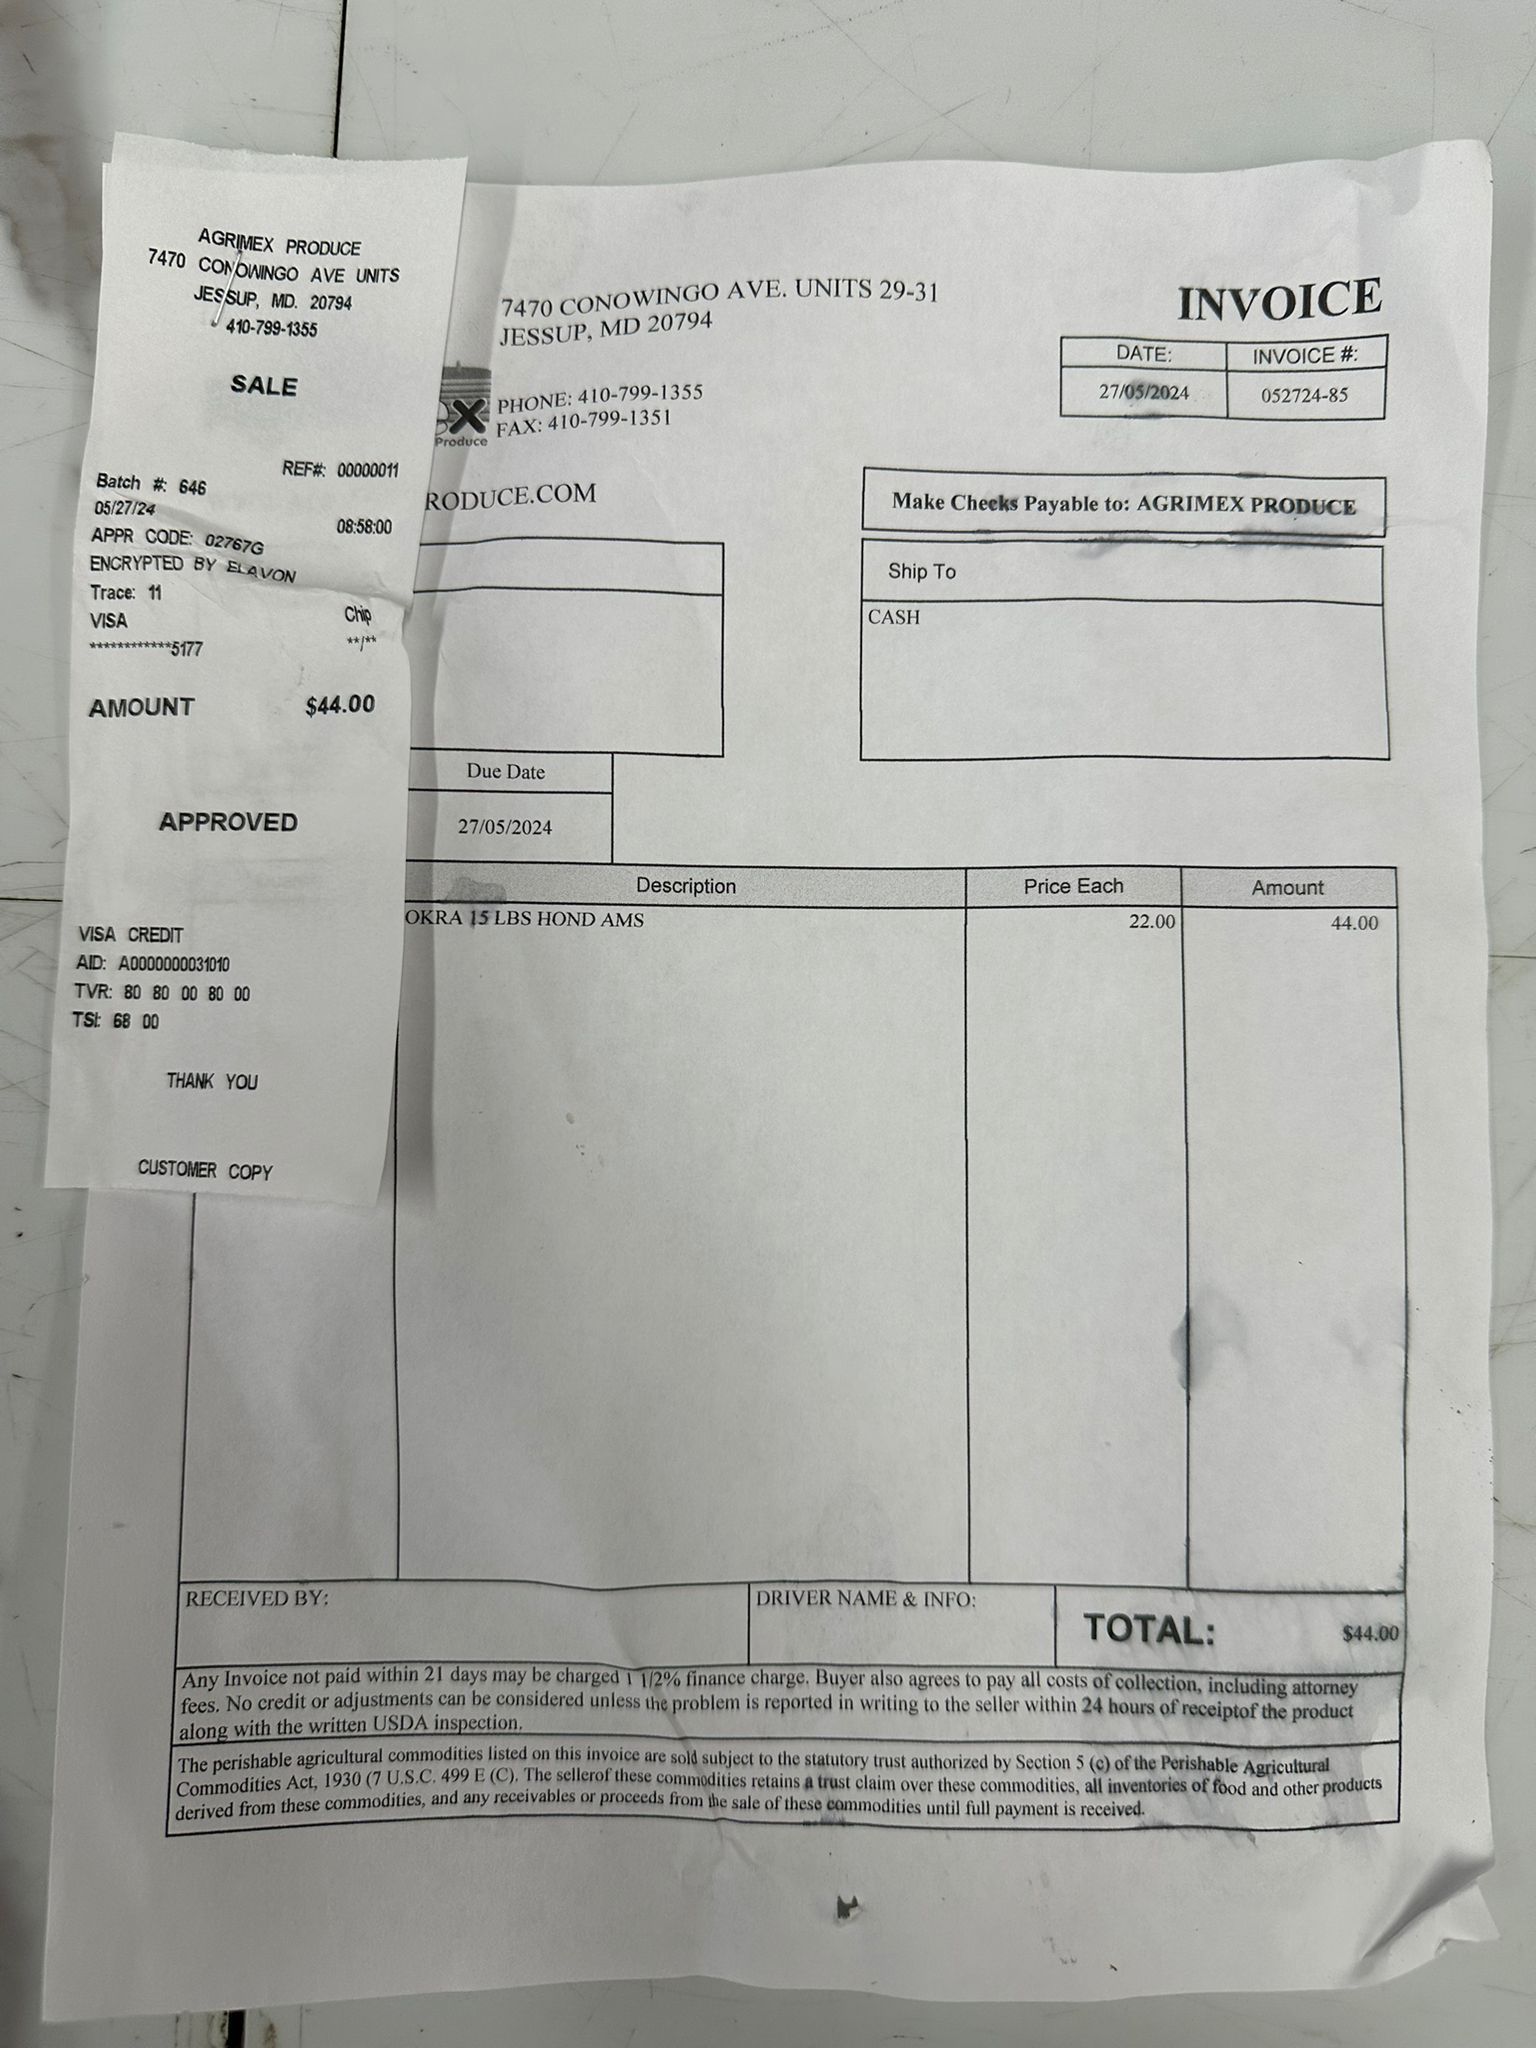 AGRIMEX PRODUCE
7470 CONOWINGO AVE UNITS
JESSUP, MD. 20794
410-799-1355
SALE
REF#: 00000011
Batch #: 646
05/27/24 08:58:00
APPR CODE: 02767G
ENCRYPTED BY ELAVON
Trace: 11
VISA Chip
************5177 **/**
AMOUNT $44.00
APPROVED
VISA CREDIT
AID: A0000000031010
TVR: 80 80 00 80 00
TSI: 68 00
THANK YOU
CUSTOMER COPY
7470 CONOWINGO AVE. UNITS 29-31
JESSUP, MD 20794
Produce
PHONE: 410-799-1355
FAX: 410-799-1351
RODUCE.COM
INVOICE
DATE: INVOICE #:
27/05/2024 052724-85
Make Checks Payable to: AGRIMEX PRODUCE
Ship To
CASH
Due Date
27/05/2024
Description Price Each Amount
OKRA 15 LBS HOND AMS 22.00 44.00
RECEIVED BY: DRIVER NAME & INFO: TOTAL: $44.00
Any Invoice not paid within 21 days may be charged 1 1/2% finance charge. Buyer also agrees to pay all costs of collection, including attorney
fees. No credit or adjustments can be considered unless the problem is reported in writing to the seller within 24 hours of receiptof the product
along with the written USDA inspection.
The perishable agricultural commodities listed on this invoice are sold subject to the statutory trust authorized by Section 5 (c) of the Perishable Agricultural
Commodities Act, 1930 (7 U.S.C. 499 E (C). The sellerof these commodities retains a trust claim over these commodities, all inventories of food and other products
derived from these commodities, and any receivables or proceeds from the sale of these commodities until full payment is received.